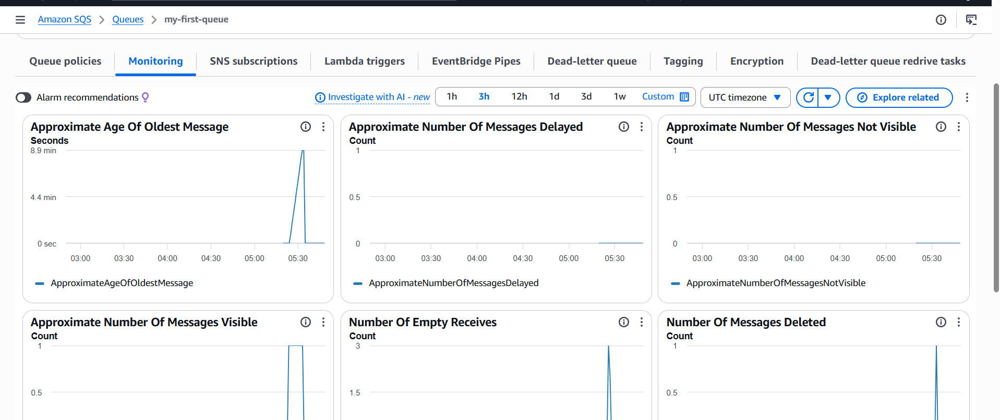 Amazon SQS > Queues > my-first-queue
Queue policies Monitoring SNS subscriptions Lambda triggers EventBridge Pipes Dead-letter queue Tagging Encryption Dead-letter queue redrive tasks
Alarm recommendations Investigate with AI - new 1h 3h 12h 1d 3d 1w Custom UTC timezone Explore related
Approximate Age Of Oldest Message
Seconds
8.9 min
4.4 min
0 sec
03:00 03:30 04:00 04:30 05:00 05:30
ApproximateAgeOfOldestMessage
Approximate Number Of Messages Delayed
Count
1
0.5
0
03:00 03:30 04:00 04:30 05:00 05:30
ApproximateNumberOfMessagesDelayed
Approximate Number Of Messages Not Visible
Count
1
0.5
0
03:00 03:30 04:00 04:30 05:00 05:30
ApproximateNumberOfMessagesNotVisible
Approximate Number Of Messages Visible
Count
1
0.5
Number Of Empty Receives
Count
3
1.5
Number Of Messages Deleted
Count
1
0.5